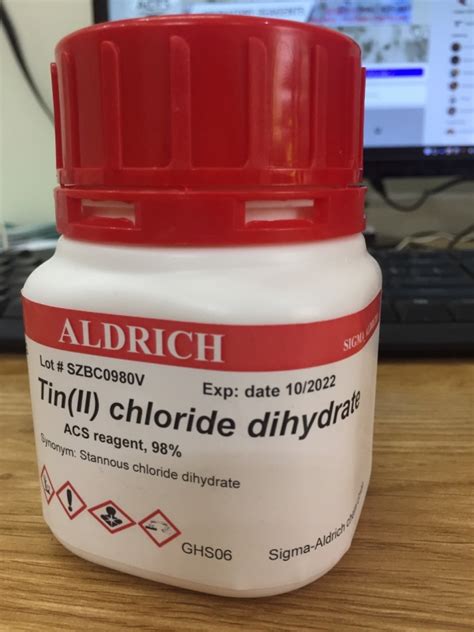 ALDRICH
SIGMA ALDRICH
Lot # SZBC0980V
Exp: date 10/2022
Tin(II) chloride dihydrate
ACS reagent, 98%
Synonym: Stannous chloride dihydrate
GHS06
Sigma-Aldrich